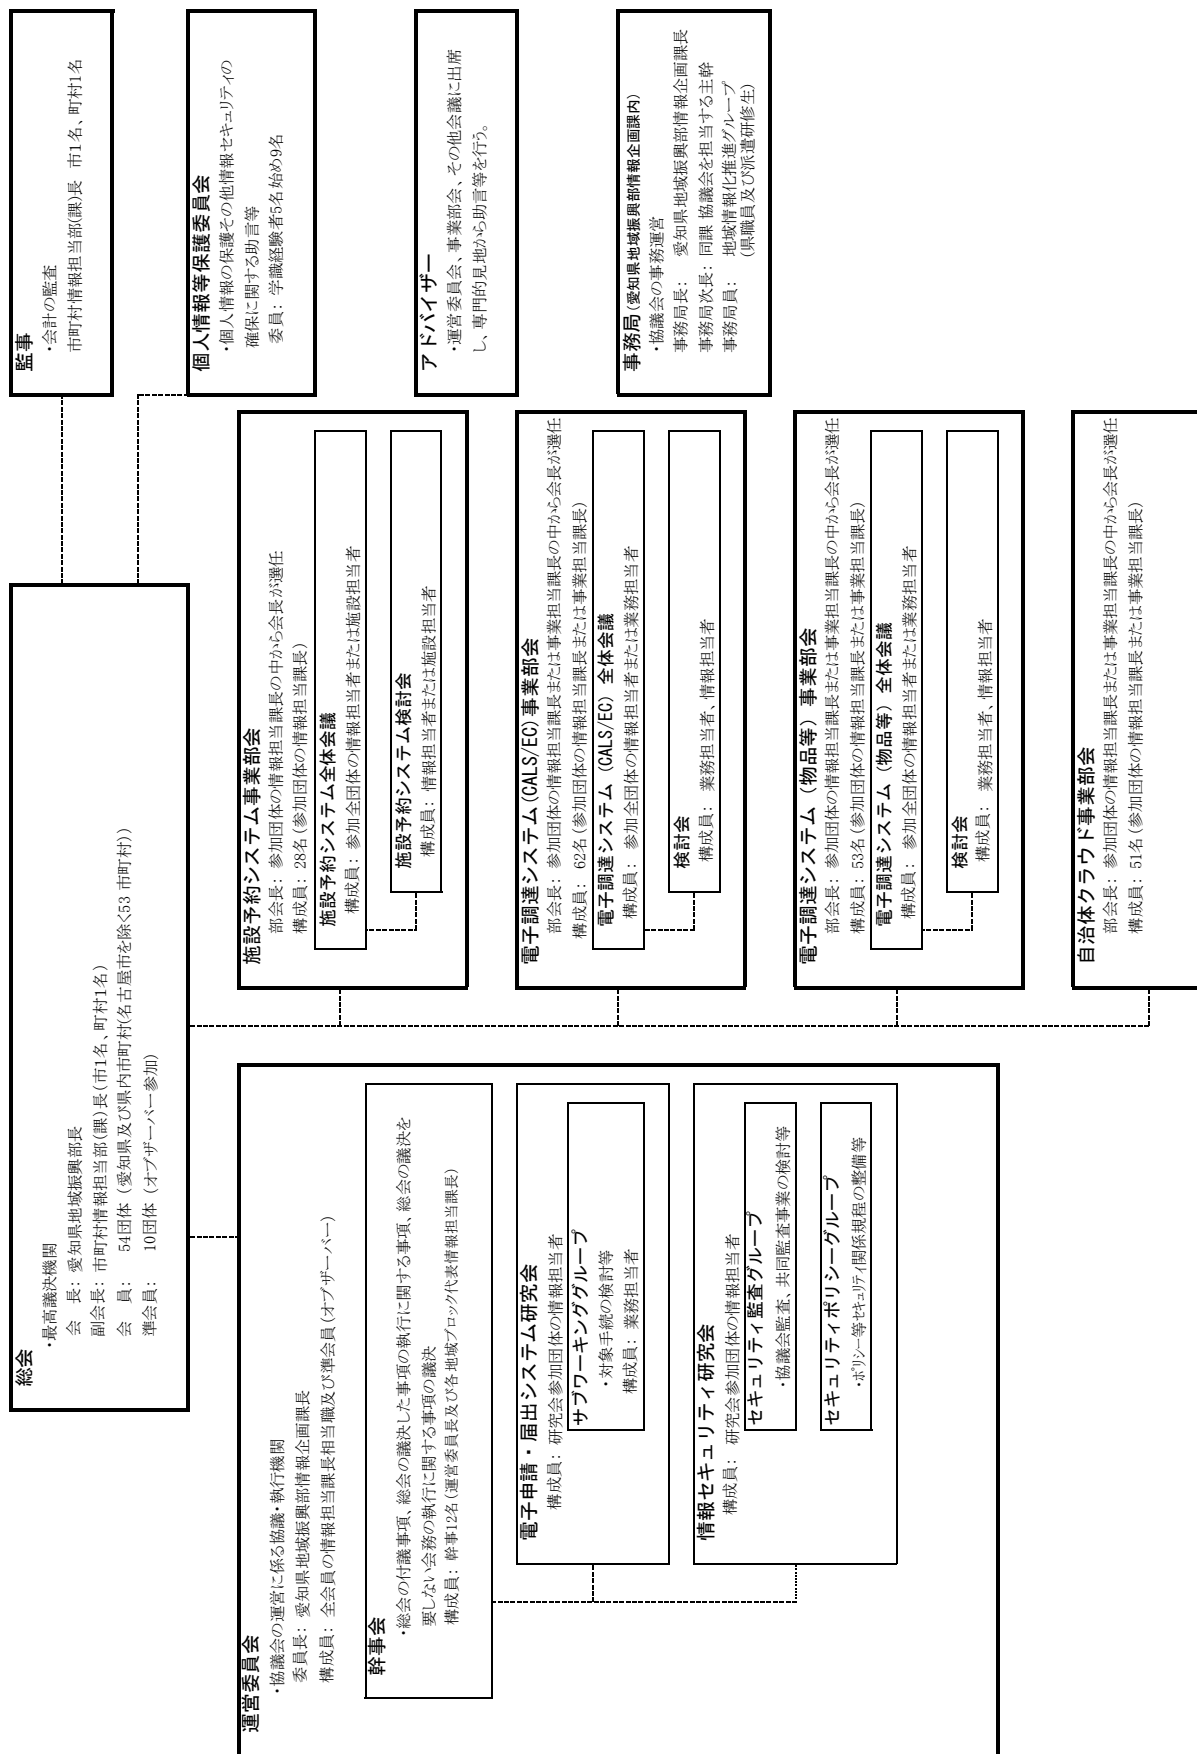 総会
・最高議決機関
会　長： 愛知県地域振興部長
副会長： 市町村情報担当部(課)長（市1名、町村1名）
会　員：　54団体 （愛知県及び県内市町村(名古屋市を除く53 市町村)）
準会員：　10団体 （オブザーバー参加）
監事
・会計の監査
市町村情報担当部(課)長 市1名、町村1名
個人情報等保護委員会
・個人情報の保護その他情報セキュリティの
確保に関する助言等
委員： 学識経験者5名 始め9名
アドバイザー
・運営委員会、事業部会、その他会議に出席
し、専門的見地から助言等を行う。
事務局（愛知県地域振興部情報企画課内）
・協議会の事務運営
事務局長：　愛知県地域振興部情報企画課長
事務局次長： 同課 協議会を担当する主幹
事務局員：　地域情報化推進グループ
（県職員及び派遣研修生）
運営委員会
・協議会の運営に係る協議・執行機関
委員長： 愛知県地域振興部情報企画課長
構成員： 全会員の情報担当課長相当職及び準会員（オブザーバー）
幹事会
・総会の付議事項、総会の議決した事項の執行に関する事項、総会の議決を
要しない会務の執行に関する事項の議決
構成員： 幹事12名（運営委員長及び各地域ブロック代表情報担当課長）
電子申請・届出システム研究会
構成員： 研究会参加団体の情報担当者
サブワーキンググループ
・対象手続の検討等
構成員： 業務担当者
情報セキュリティ研究会
構成員： 研究会参加団体の情報担当者
セキュリティ監査グループ
・協議会監査、共同監査事業の検討等
セキュリティポリシーグループ
・ポリシー等セキュリティ関係規程の整備等
施設予約システム事業部会
部会長： 参加団体の情報担当課長の中から会長が選任
構成員： 28名（参加団体の情報担当課長）
施設予約システム全体会議
構成員： 参加全団体の情報担当者または施設担当者
施設予約システム検討会
構成員： 情報担当者または施設担当者
電子調達システム(CALS/EC)事業部会
部会長： 参加団体の情報担当課長または事業担当課長の中から会長が選任
構成員： 62名（参加団体の情報担当課長または事業担当課長）
電子調達システム（CALS/EC）全体会議
構成員： 参加全団体の情報担当者または業務担当者
検討会
構成員： 業務担当者、情報担当者
電子調達システム（物品等）事業部会
部会長： 参加団体の情報担当課長または事業担当課長の中から会長が選任
構成員： 53名（参加団体の情報担当課長または事業担当課長）
電子調達システム（物品等）全体会議
構成員： 参加全団体の情報担当者または業務担当者
検討会
構成員： 業務担当者、情報担当者
自治体クラウド事業部会
部会長： 参加団体の情報担当課長または事業担当課長の中から会長が選任
構成員： 51名（参加団体の情報担当課長または事業担当課長）